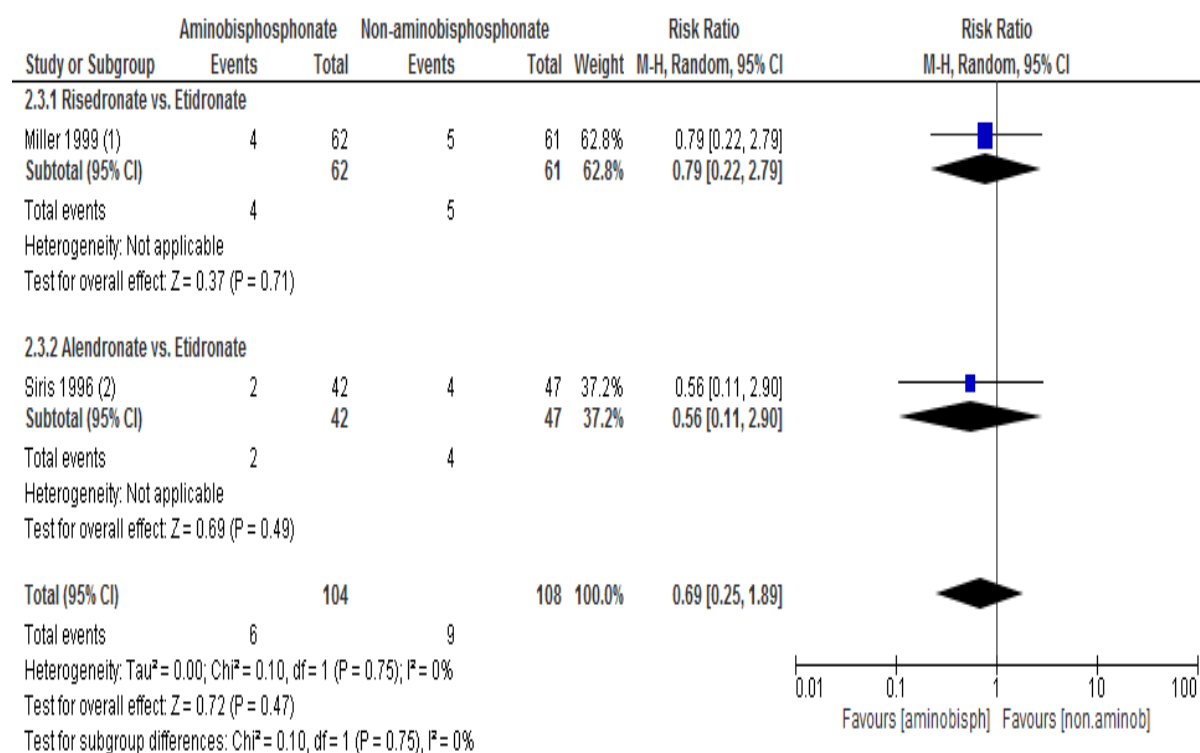 Aminobisphosphonate Non-aminobisphosphonate Risk Ratio Risk Ratio
Study or Subgroup Events Total Events Total Weight M-H, Random, 95% CI M-H, Random, 95% CI
2.3.1 Risedronate vs. Etidronate
Miller 1999 (1) 4 62 5 61 62.8% 0.79 [0.22, 2.79]
Subtotal (95% CI) 62 61 62.8% 0.79 [0.22, 2.79]
Total events 4 5
Heterogeneity: Not applicable
Test for overall effect: Z = 0.37 (P = 0.71)
2.3.2 Alendronate vs. Etidronate
Siris 1996 (2) 2 42 4 47 37.2% 0.56 [0.11, 2.90]
Subtotal (95% CI) 42 47 37.2% 0.56 [0.11, 2.90]
Total events 2 4
Heterogeneity: Not applicable
Test for overall effect: Z = 0.69 (P = 0.49)
Total (95% CI) 104 108 100.0% 0.69 [0.25, 1.89]
Total events 6 9
Heterogeneity: Tau² = 0.00; Chi² = 0.10, df = 1 (P = 0.75); I² = 0%
Test for overall effect: Z = 0.72 (P = 0.47)
Test for subgroup differences: Chi² = 0.10, df = 1 (P = 0.75), I² = 0%
0.01 0.1 1 10 100
Favours [aminobisph] Favours [non.aminob]